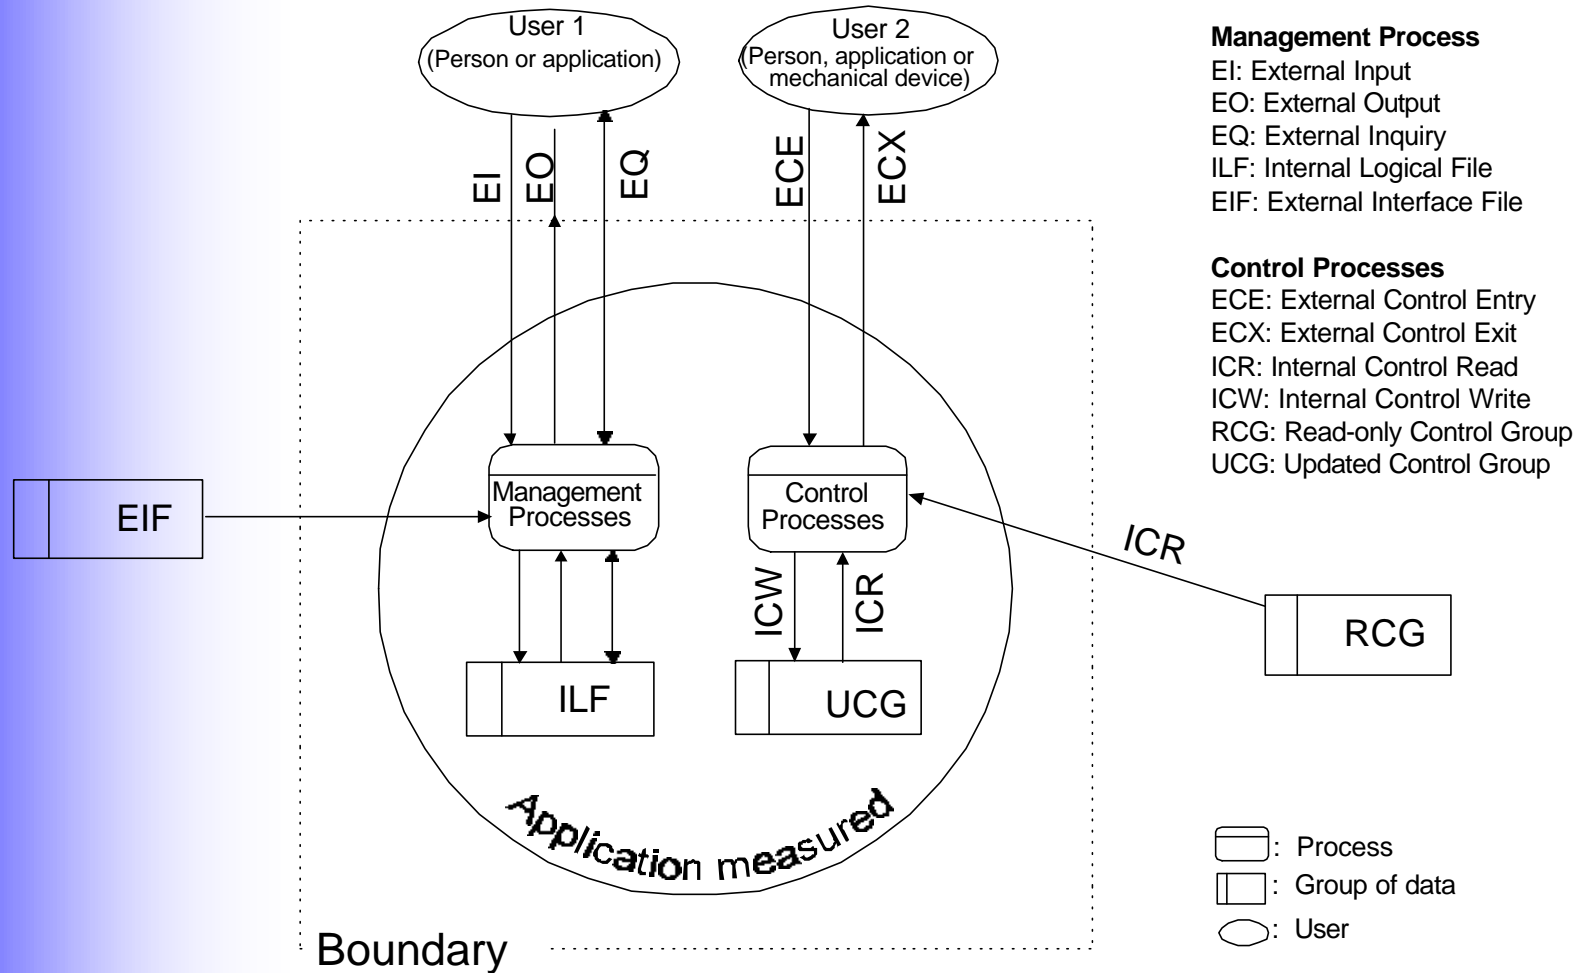 User 1
(Person or application)
User 2
(Person, application or
mechanical device)
Management Process
EI: External Input
EO: External Output
EQ: External Inquiry
ILF: Internal Logical File
EIF: External Interface File
Control Processes
ECE: External Control Entry
ECX: External Control Exit
ICR: Internal Control Read
ICW: Internal Control Write
RCG: Read-only Control Group
UCG: Updated Control Group
EI
EO
EQ
ECE
ECX
EIF
Management
Processes
Control
Processes
ICR
ICW
ICR
RCG
ILF
UCG
Application measured
Boundary
: Process
: Group of data
: User